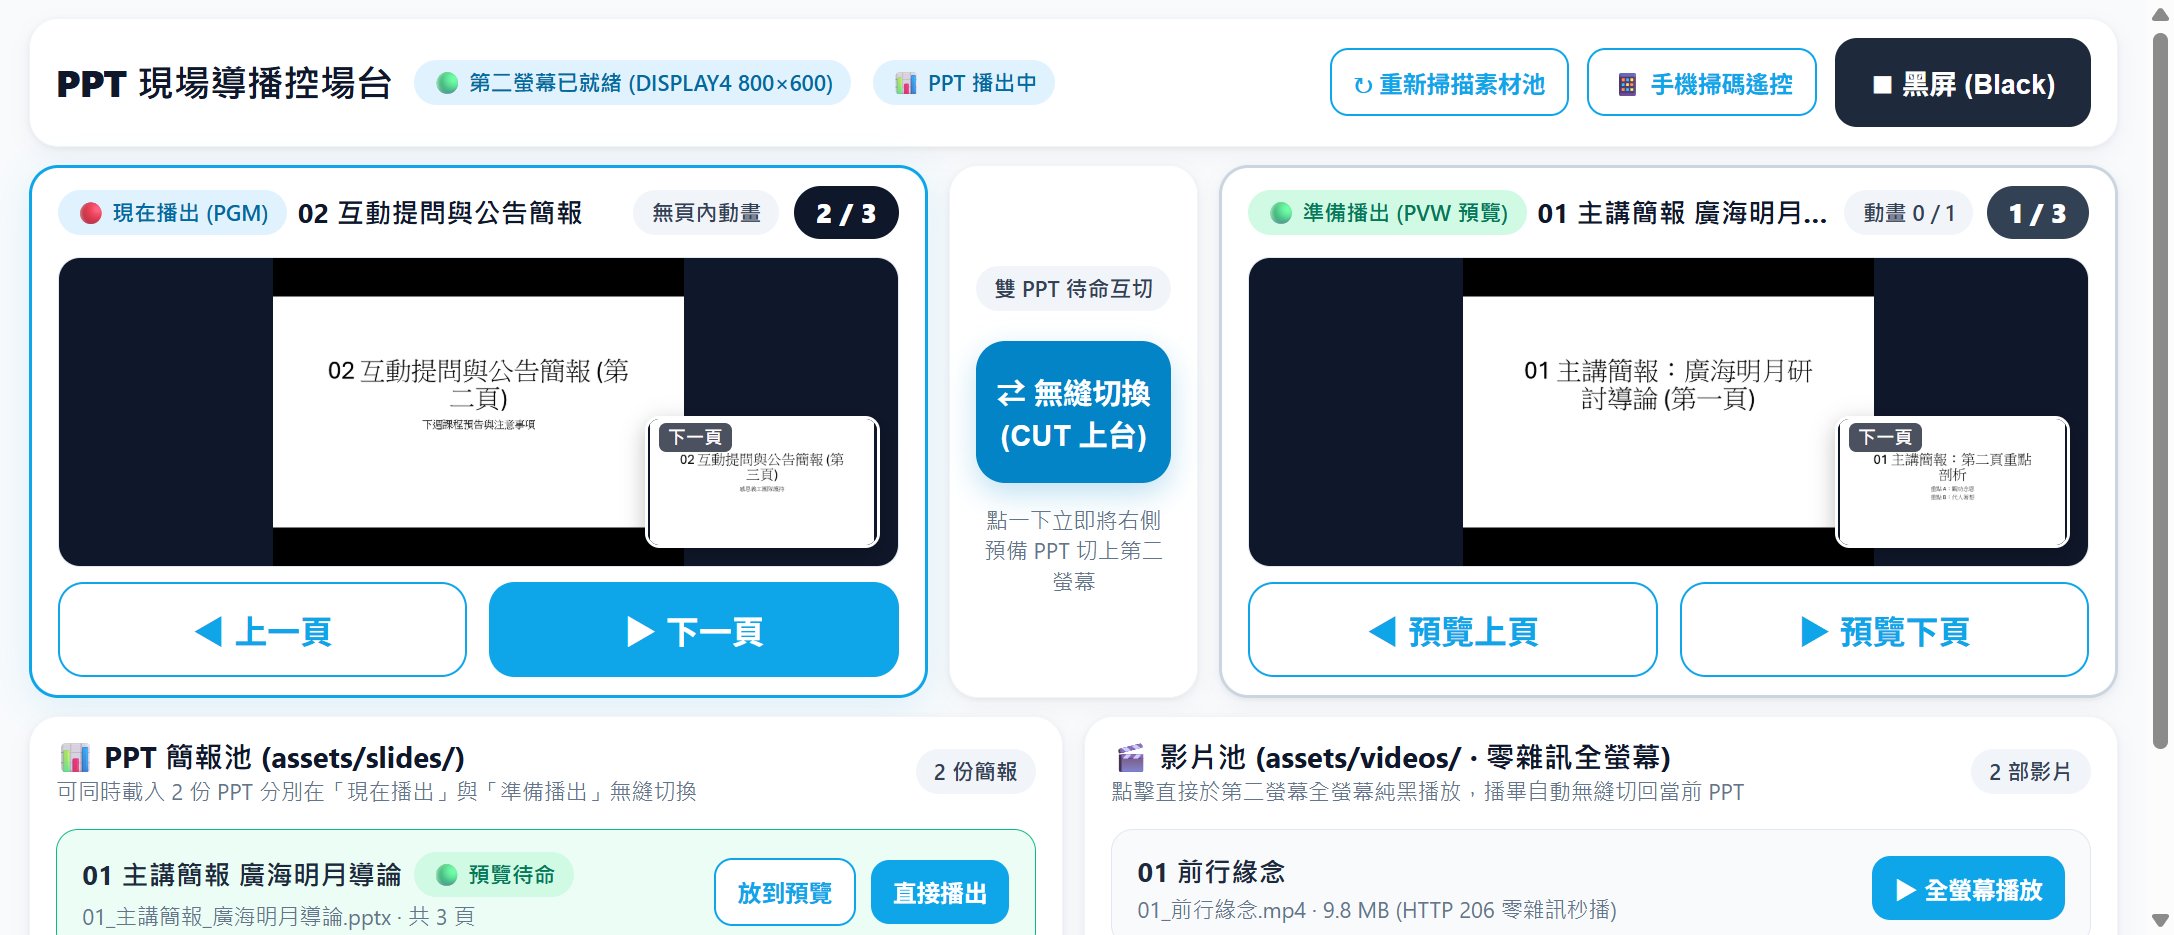 PPT 現場導播控場台
第二螢幕已就緒 (DISPLAY4 800×600)
PPT 播出中
↻ 重新掃描素材池
手機掃碼遙控
■ 黑屏 (Black)
現在播出 (PGM)
02 互動提問與公告簡報
無頁內動畫
2 / 3
02 互動提問與公告簡報 (第
二頁)
下週課程預告與注意事項
下一頁
02 互動提問與公告簡報 (第
三頁)
◀ 上一頁
▶ 下一頁
雙 PPT 待命互切
⇄ 無縫切換
(CUT 上台)
點一下立即將右側
預備 PPT 切上第二
螢幕
準備播出 (PVW 預覽)
01 主講簡報 廣海明月...
動畫 0 / 1
1 / 3
01 主講簡報：廣海明月研
討導論 (第一頁)
下一頁
01 主講簡報：第二頁重點
剖析
◀ 預覽上頁
▶ 預覽下頁
PPT 簡報池 (assets/slides/)
可同時載入 2 份 PPT 分別在「現在播出」與「準備播出」無縫切換
2 份簡報
01 主講簡報 廣海明月導論
預覽待命
01_主講簡報_廣海明月導論.pptx · 共 3 頁
放到預覽
直接播出
影片池 (assets/videos/ · 零雜訊全螢幕)
點擊直接於第二螢幕全螢幕純黑播放，播畢自動無縫切回當前 PPT
2 部影片
01 前行緣念
01_前行緣念.mp4 · 9.8 MB (HTTP 206 零雜訊秒播)
▶ 全螢幕播放